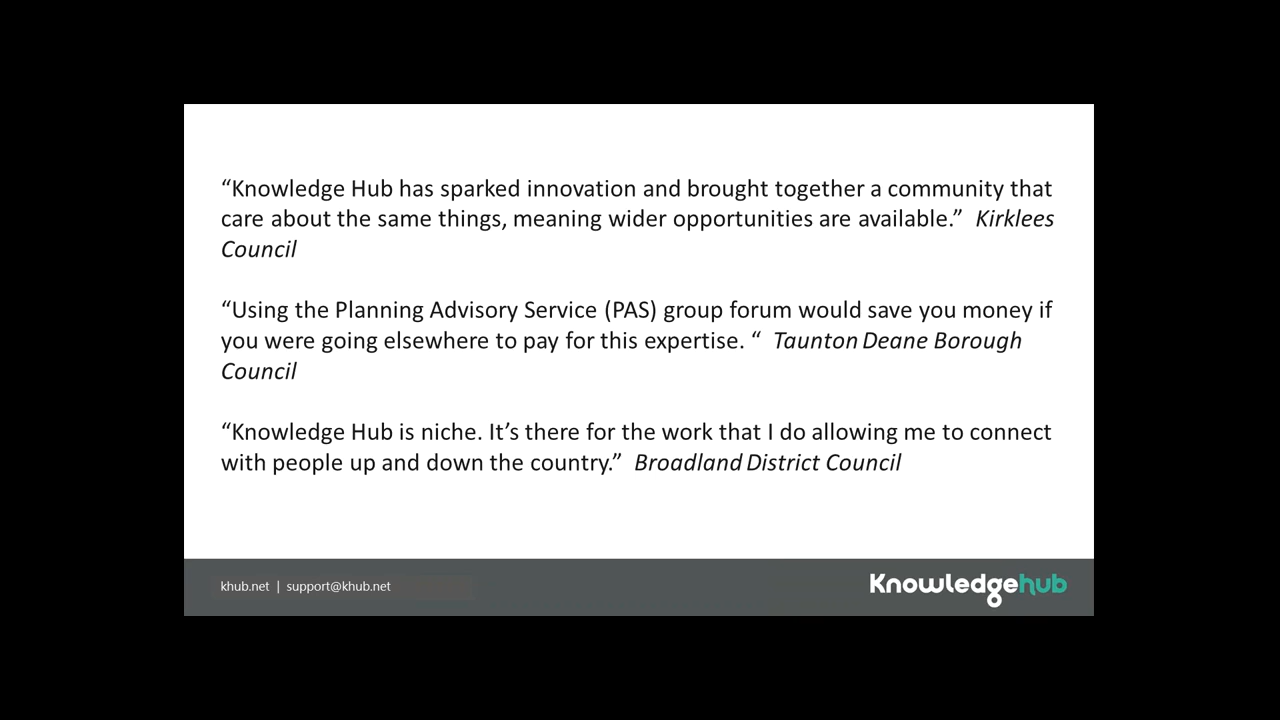 “Knowledge Hub has sparked innovation and brought together a community that
care about the same things, meaning wider opportunities are available.”  Kirklees
Council
“Using the Planning Advisory Service (PAS) group forum would save you money if
you were going elsewhere to pay for this expertise. “  Taunton Deane Borough
Council
“Knowledge Hub is niche. It’s there for the work that I do allowing me to connect
with people up and down the country.”  Broadland District Council
khub.net | support@khub.net
Knowledgehub